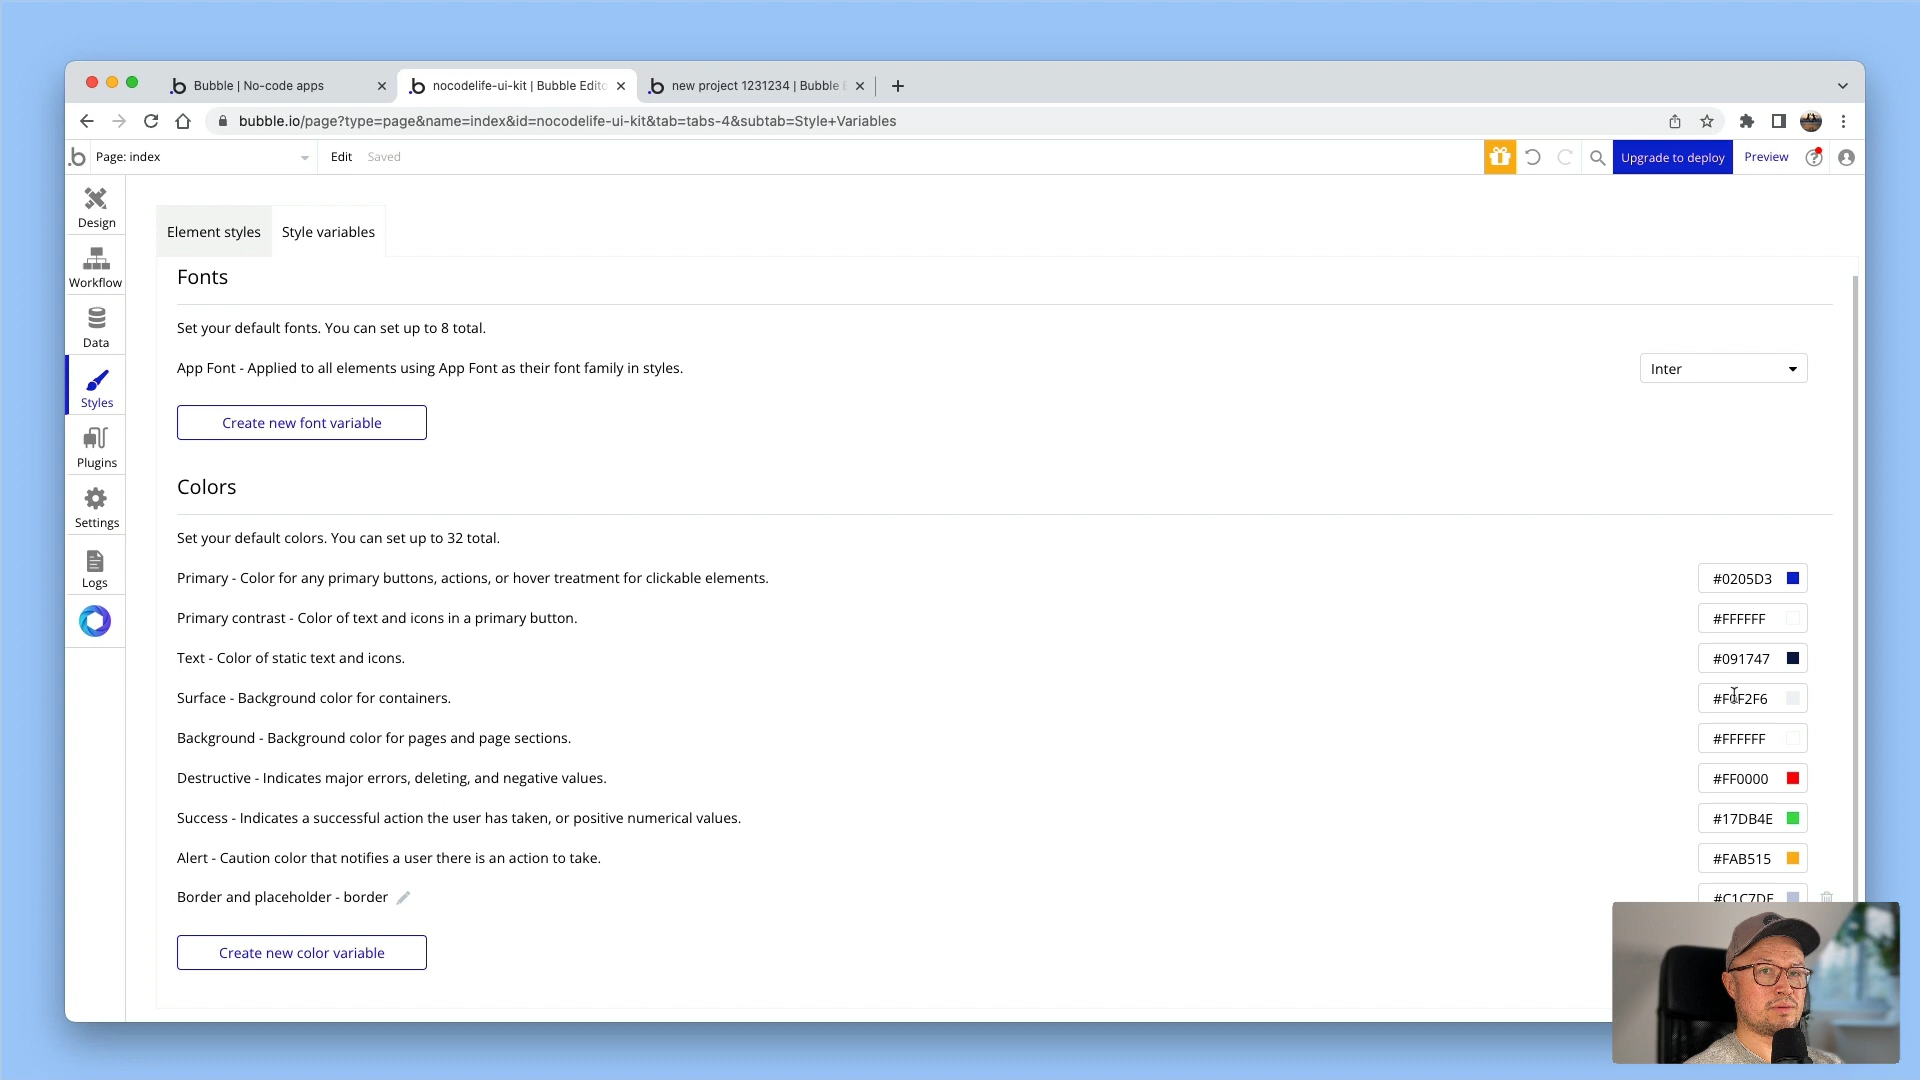 Bubble | No-code apps
nocodelife-ui-kit | Bubble Edito
new project 1231234 | Bubble E
bubble.io/page?type=page&name=index&id=nocodelife-ui-kit&tab=tabs-4&subtab=Style+Variables
Page: index
Edit
Saved
Upgrade to deploy
Preview
Design
Workflow
Data
Styles
Plugins
Settings
Logs
Element styles
Style variables
Fonts
Set your default fonts. You can set up to 8 total.
App Font - Applied to all elements using App Font as their font family in styles.
Inter
Create new font variable
Colors
Set your default colors. You can set up to 32 total.
Primary - Color for any primary buttons, actions, or hover treatment for clickable elements.
#0205D3
Primary contrast - Color of text and icons in a primary button.
#FFFFFF
Text - Color of static text and icons.
#091747
Surface - Background color for containers.
#F0F2F6
Background - Background color for pages and page sections.
#FFFFFF
Destructive - Indicates major errors, deleting, and negative values.
#FF0000
Success - Indicates a successful action the user has taken, or positive numerical values.
#17DB4E
Alert - Caution color that notifies a user there is an action to take.
#FAB515
Border and placeholder - border
Create new color variable